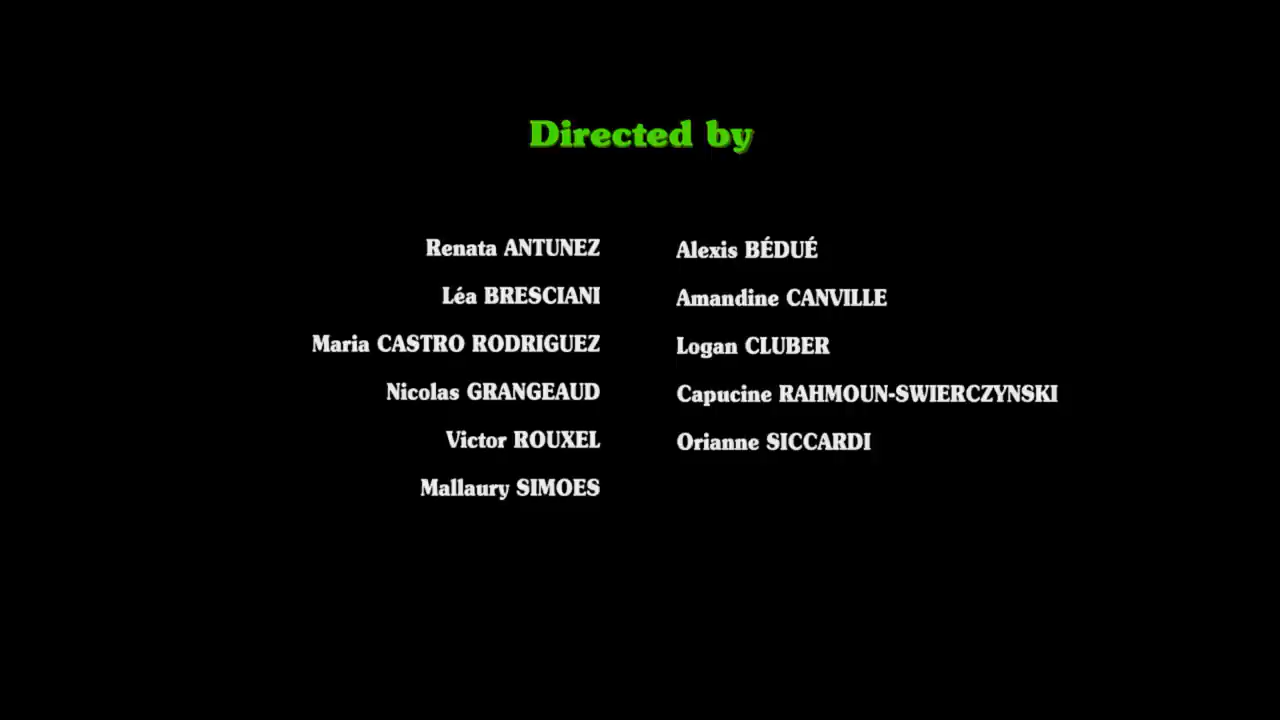 Directed by
Renata ANTUNEZ
Alexis BÉDUÉ
Léa BRESCIANI
Amandine CANVILLE
Maria CASTRO RODRIGUEZ
Logan CLUBER
Nicolas GRANGEAUD
Capucine RAHMOUN-SWIERCZYNSKI
Victor ROUXEL
Orianne SICCARDI
Mallaury SIMOES